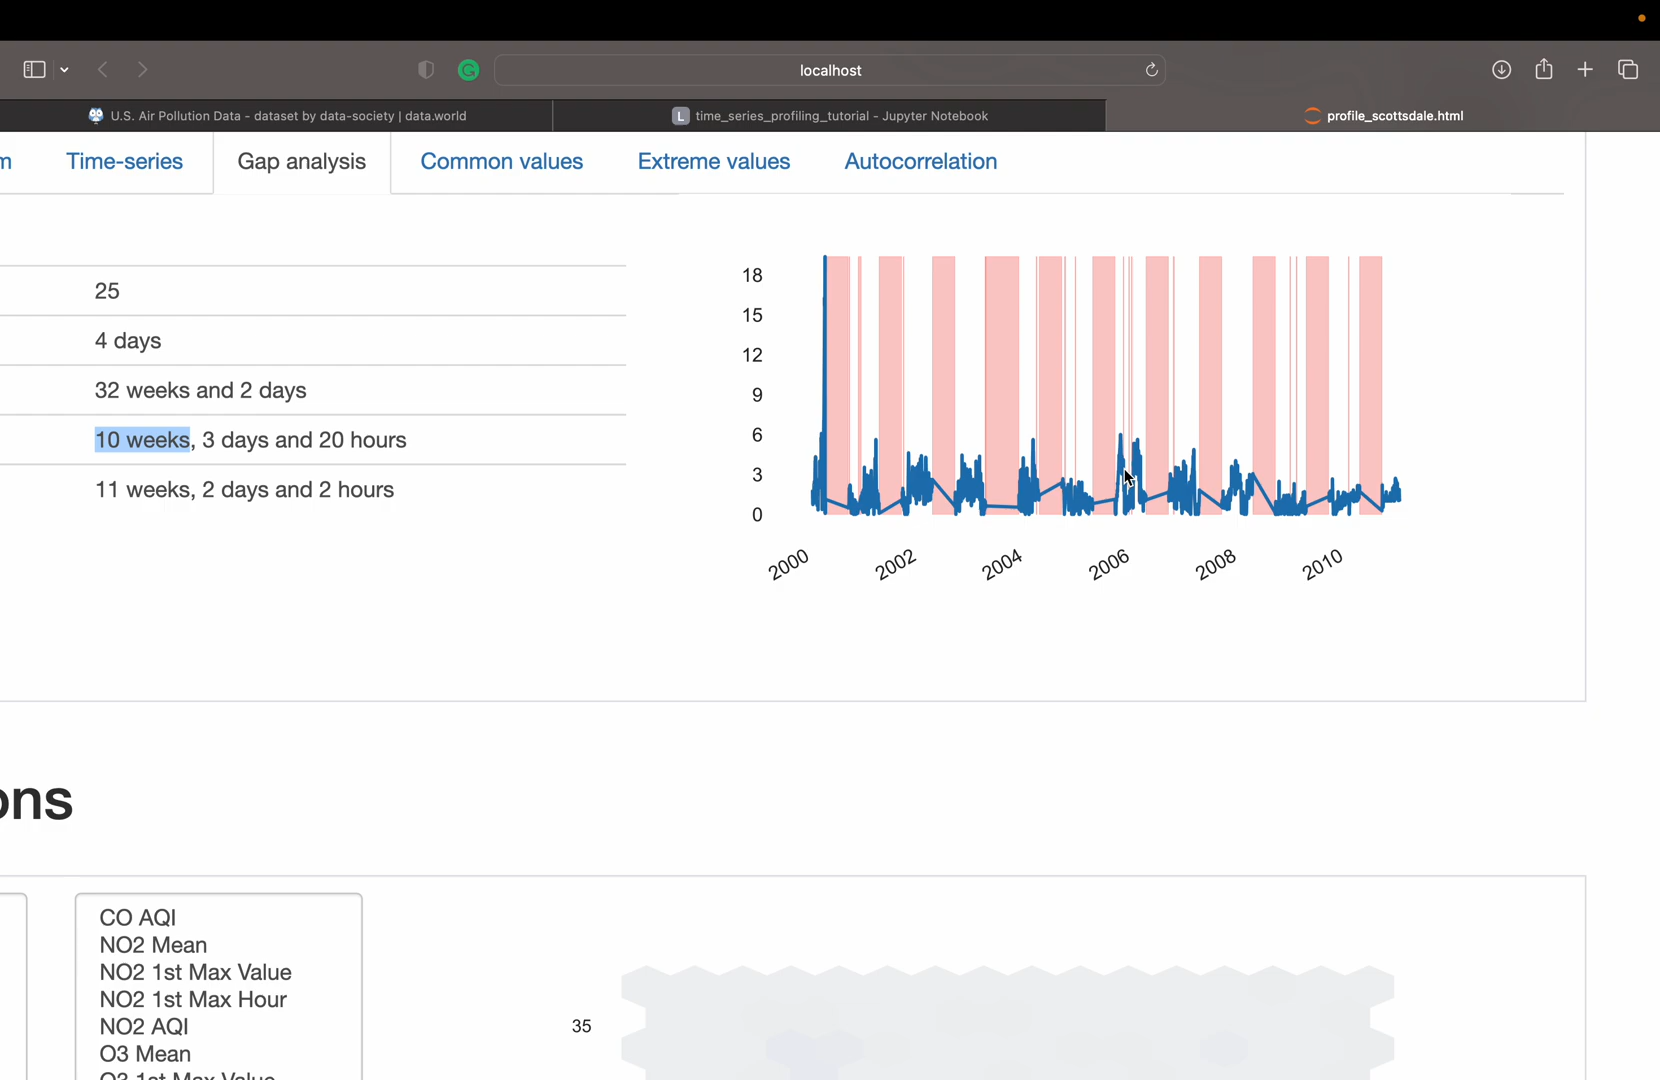 localhost
U.S. Air Pollution Data - dataset by data-society | data.world
L time_series_profiling_tutorial - Jupyter Notebook
profile_scottsdale.html
m
Time-series
Gap analysis
Common values
Extreme values
Autocorrelation
25
4 days
32 weeks and 2 days
10 weeks, 3 days and 20 hours
11 weeks, 2 days and 2 hours
18
15
12
9
6
3
0
2000
2002
2004
2006
2008
2010
ons
CO AQI
NO2 Mean
NO2 1st Max Value
NO2 1st Max Hour
NO2 AQI
O3 Mean
O3 1st Max Value
35